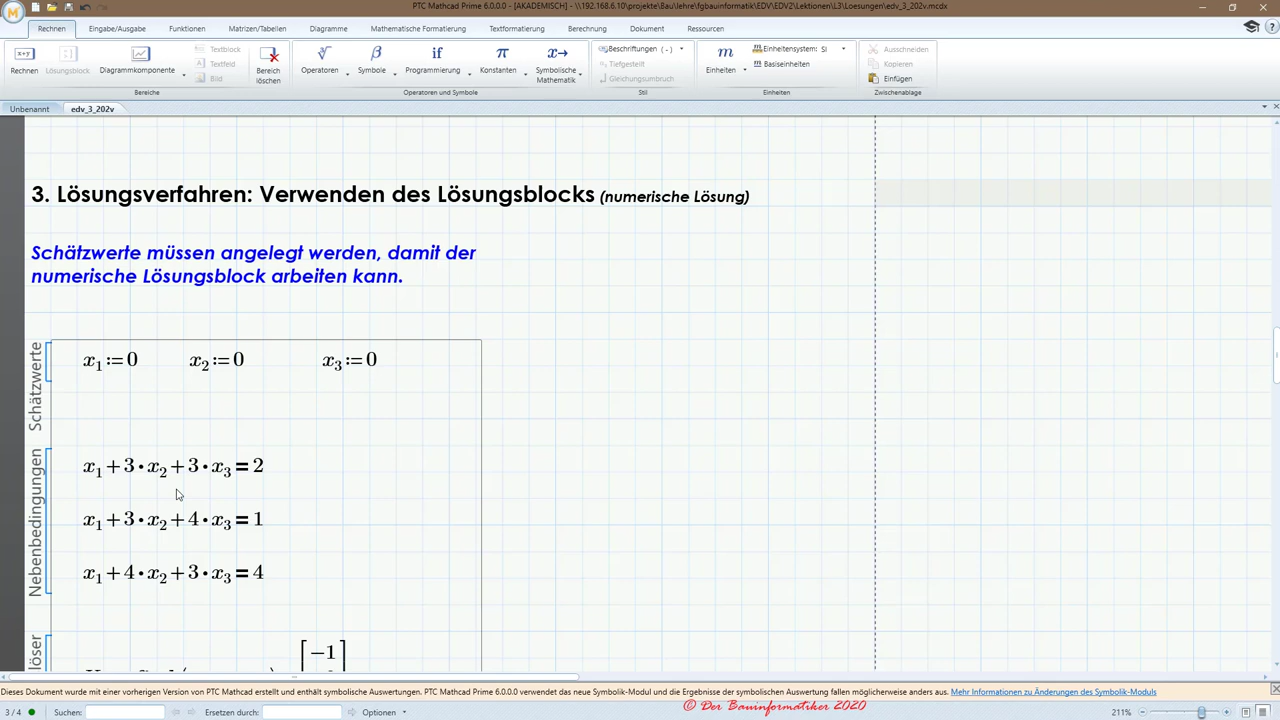 PTC Mathcad Prime 6.0.0.0 - [AKADEMISCH] - \\192.168.6.10\projekte\Bau\lehre\fgbauinformatik\EDV\EDV2\Lektionen\L3\Loesungen\edv_3_202v.mcdx
Rechnen Eingabe/Ausgabe Funktionen Matrizen/Tabellen Diagramme Mathematische Formatierung Textformatierung Berechnung Dokument Ressourcen
Rechnen Lösungsblock Diagrammkomponente Textblock Textfeld Bild Bereich löschen
Operatoren Symbole Programmierung Konstanten Symbolische Mathematik
Beschriftungen ( - ) Tiefgestellt Gleichungsumbruch
Einheiten Einheitensystem: SI Basiseinheiten
Ausschneiden Kopieren Einfügen
Bereiche Operatoren und Symbole Stil Einheiten Zwischenablage
Unbenannt edv_3_202v
3. Lösungsverfahren: Verwenden des Lösungsblocks (numerische Lösung)
Schätzwerte müssen angelegt werden, damit der
numerische Lösungsblock arbeiten kann.
Schätzwerte
x₁:=0 x₂:=0 x₃:=0
Nebenbedingungen
x₁+3·x₂+3·x₃=2
x₁+3·x₂+4·x₃=1
x₁+4·x₂+3·x₃=4
löser
[-1]
Dieses Dokument wurde mit einer vorherigen Version von PTC Mathcad erstellt und enthält symbolische Auswertungen. PTC Mathcad Prime 6.0.0.0 verwendet das neue Symbolik-Modul und die Ergebnisse der symbolischen Auswertung fallen möglicherweise anders aus. Mehr Informationen zu Änderungen des Symbolik-Moduls
3 / 4 Suchen: Ersetzen durch: Optionen 211%
© Der Bauinformatiker 2020